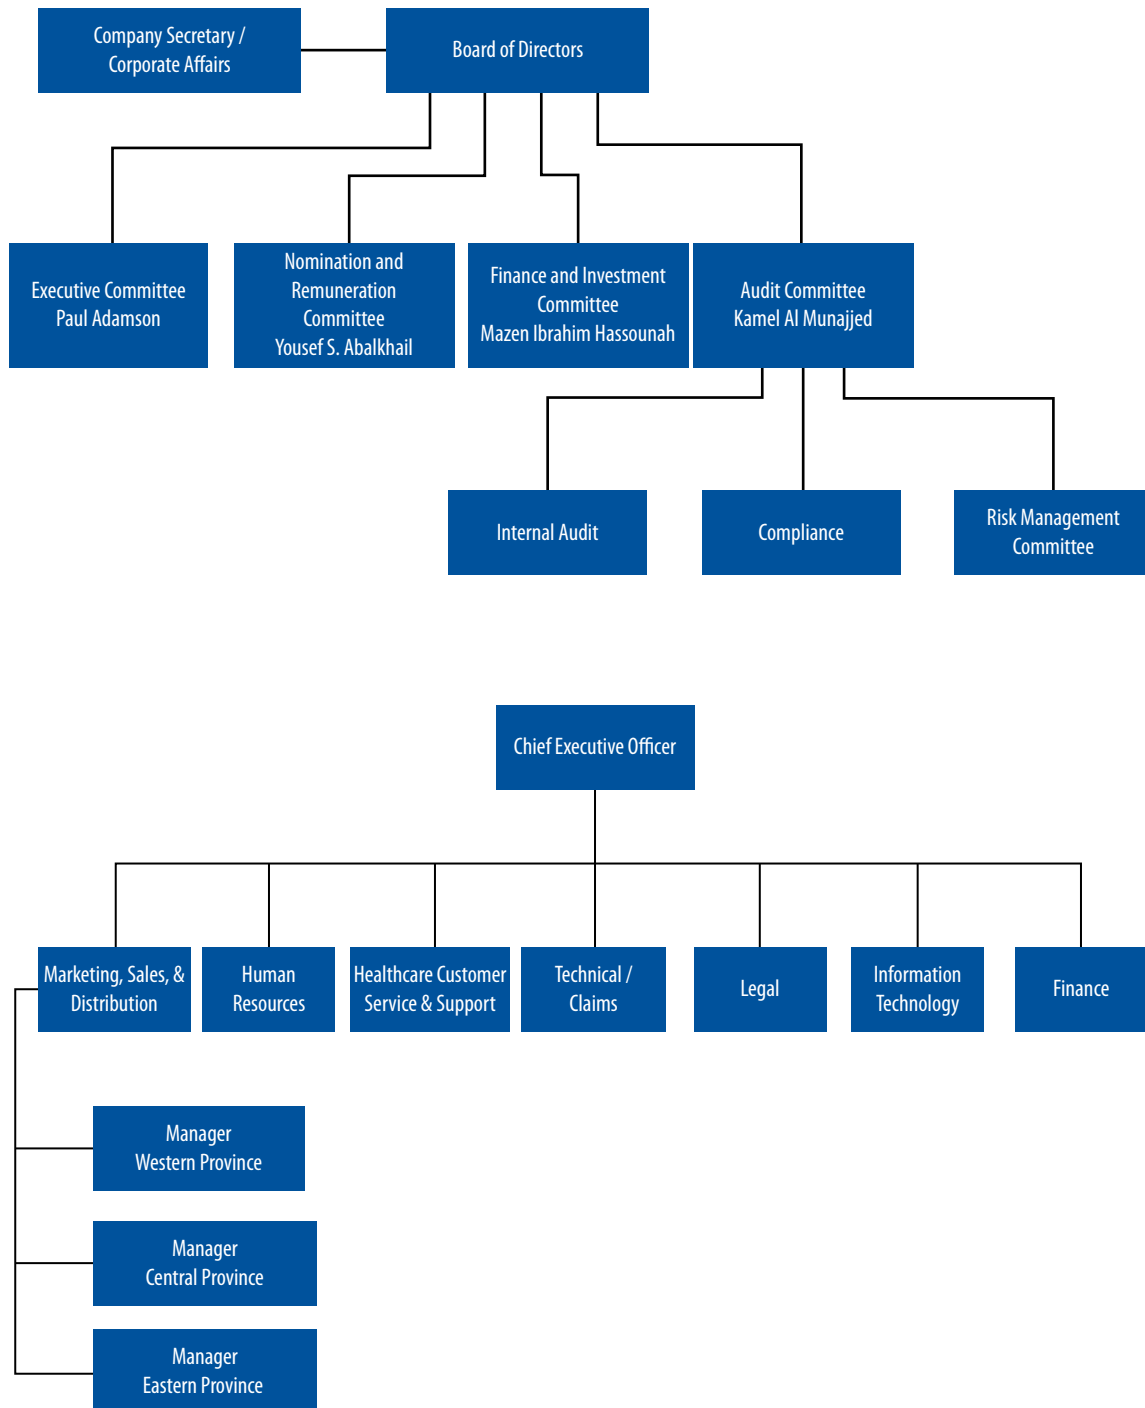 Company Secretary /
Corporate Affairs
Board of Directors
Executive Committee
Paul Adamson
Nomination and
Remuneration
Committee
Yousef S. Abalkhail
Finance and Investment
Committee
Mazen Ibrahim Hassounah
Audit Committee
Kamel Al Munajjed
Internal Audit
Compliance
Risk Management
Committee
Chief Executive Officer
Marketing, Sales, &
Distribution
Human
Resources
Healthcare Customer
Service & Support
Technical /
Claims
Legal
Information
Technology
Finance
Manager
Western Province
Manager
Central Province
Manager
Eastern Province